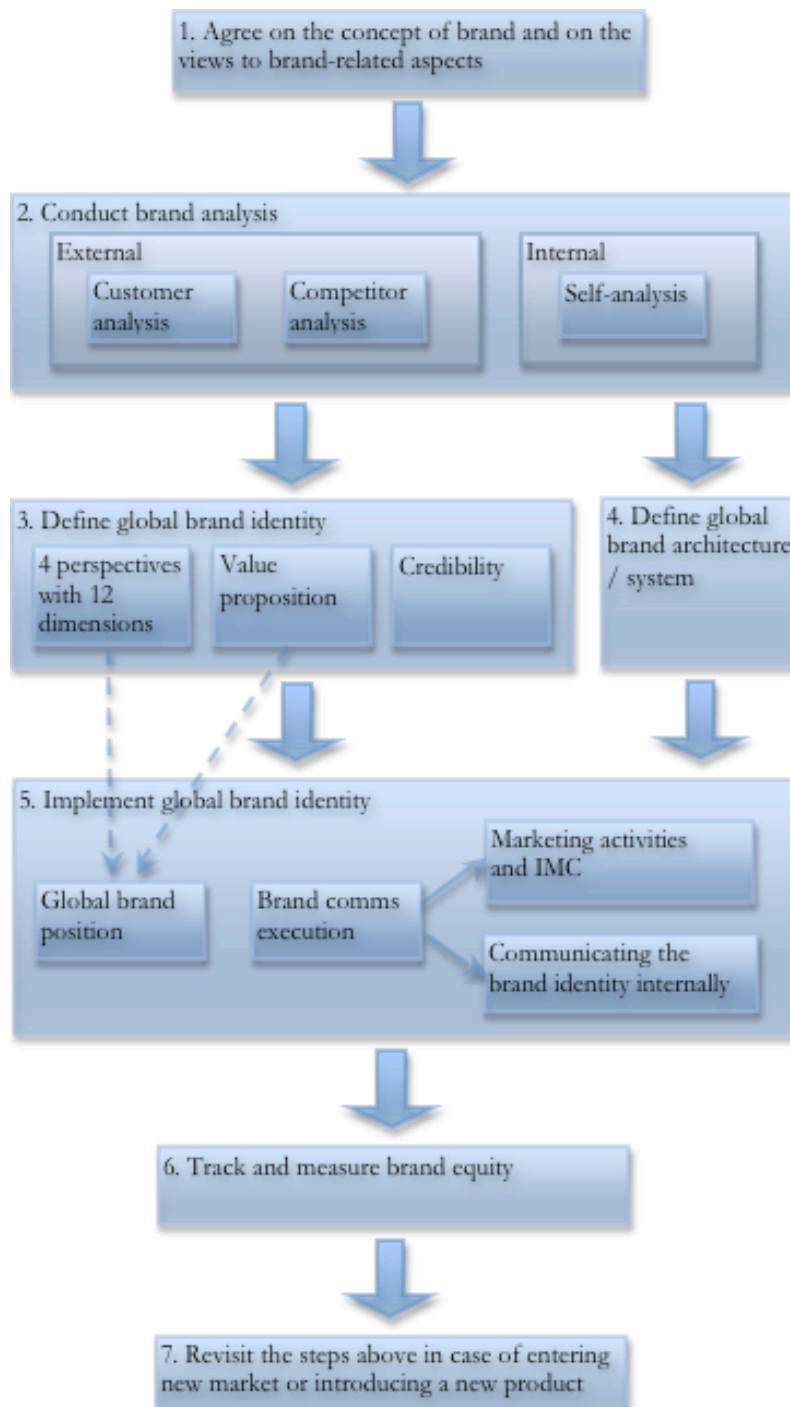 1. Agree on the concept of brand and on the
views to brand-related aspects
2. Conduct brand analysis
External
Customer
analysis
Competitor
analysis
Internal
Self-analysis
3. Define global brand identity
4 perspectives
with 12
dimensions
Value
proposition
Credibility
4. Define global
brand architecture
/ system
5. Implement global brand identity
Global brand
position
Brand comms
execution
Marketing activities
and IMC
Communicating the
brand identity internally
6. Track and measure brand equity
7. Revisit the steps above in case of entering
new market or introducing a new product